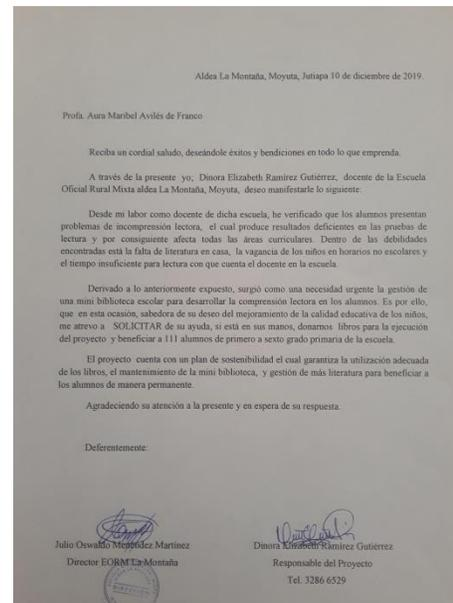 Aldea La Montaña, Moyuta, Jutiapa 10 de diciembre de 2019.
Profa. Aura Maribel Avilés de Franco
Reciba un cordial saludo, deseándole éxitos y bendiciones en todo lo que emprenda.
A través de la presente yo; Dinora Elizabeth Ramírez Gutiérrez, docente de la Escuela
Oficial Rural Mixta aldea La Montaña, Moyuta, deseo manifestarle lo siguiente:
Desde mi labor como docente de dicha escuela, he verificado que los alumnos presentan
problemas de incomprensión lectora, el cual produce resultados deficientes en las pruebas de
lectura y por consiguiente afecta todas las áreas curriculares. Dentro de las debilidades
encontradas está la falta de literatura en casa, la vagancia de los niños en horarios no escolares y
el tiempo insuficiente para lectura con que cuenta el docente en la escuela.
Derivado a lo anteriormente expuesto, surgió como una necesidad urgente la gestión de
una mini biblioteca escolar para desarrollar la comprensión lectora en los alumnos. Es por ello,
que en esta ocasión, sabedora de su deseo del mejoramiento de la calidad educativa de los niños,
me atrevo a SOLICITAR de su ayuda, si está en sus manos, donarnos libros para la ejecución
del proyecto y beneficiar a 111 alumnos de primero a sexto grado primaria de la escuela.
El proyecto cuenta con un plan de sostenibilidad el cual garantiza la utilización adecuada
de los libros, el mantenimiento de la mini biblioteca, y gestión de más literatura para beneficiar a
los alumnos de manera permanente.
Agradeciendo su atención a la presente y en espera de su respuesta.
Deferentemente:
Julio Oswaldo Menéndez Martínez
Director EORM La Montaña
DIRECCIÓN
Dinora Elizabeth Ramírez Gutiérrez
Responsable del Proyecto
Tel. 3286 6529